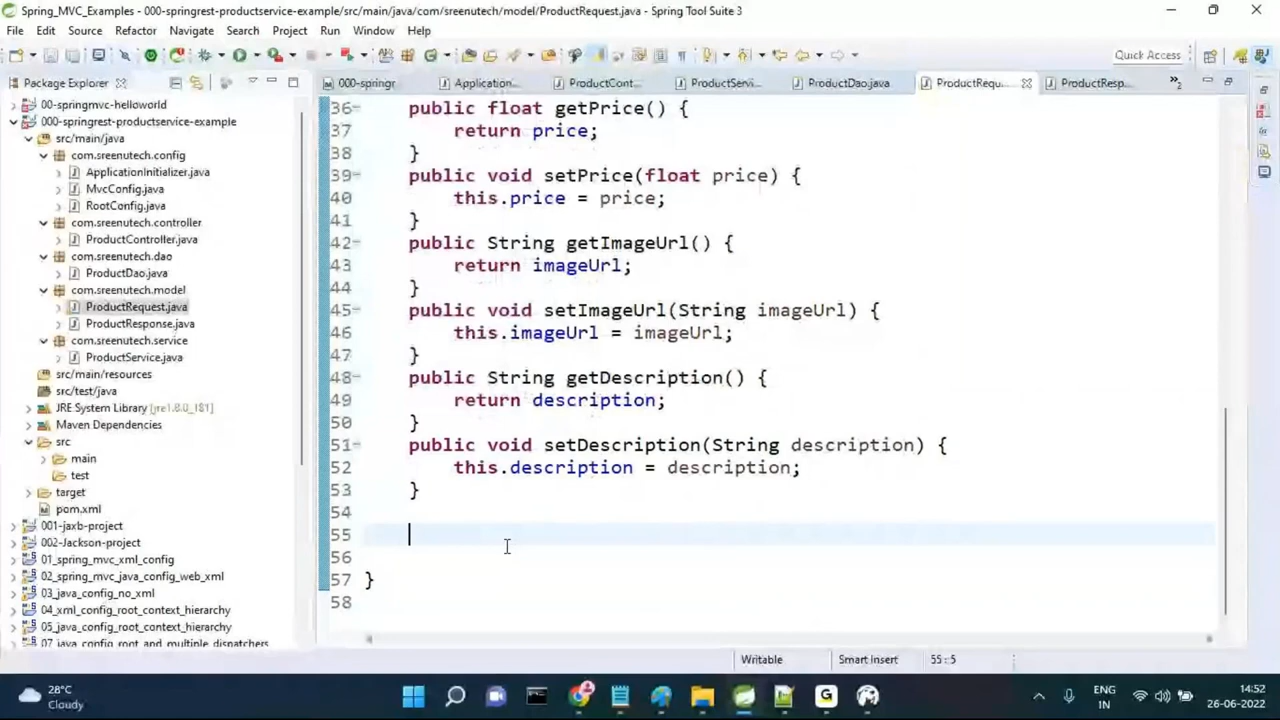 Spring_MVC_Examples - 000-springrest-productservice-example/src/main/java/com/sreenutech/model/ProductRequest.java - Spring Tool Suite 3
File Edit Source Refactor Navigate Search Project Run Window Help
Quick Access
Package Explorer
000-springr
Application...
ProductCont...
ProductServi...
ProductDao.java
ProductRequ...
ProductResp...
»2
00-springmvc-helloworld
000-springrest-productservice-example
src/main/java
com.sreenutech.config
ApplicationInitializer.java
MvcConfig.java
RootConfig.java
com.sreenutech.controller
ProductController.java
com.sreenutech.dao
ProductDao.java
com.sreenutech.model
ProductRequest.java
ProductResponse.java
com.sreenutech.service
ProductService.java
src/main/resources
src/test/java
JRE System Library [jre1.8.0_181]
Maven Dependencies
src
main
test
target
pom.xml
001-jaxb-project
002-Jackson-project
01_spring_mvc_xml_config
02_spring_mvc_java_config_web_xml
03_java_config_no_xml
04_xml_config_root_context_hierarchy
05_java_config_root_context_hierarchy
07_java_config_root_and_multiple_dispatchers
36 public float getPrice() {
37 return price;
38 }
39 public void setPrice(float price) {
40 this.price = price;
41 }
42 public String getImageUrl() {
43 return imageUrl;
44 }
45 public void setImageUrl(String imageUrl) {
46 this.imageUrl = imageUrl;
47 }
48 public String getDescription() {
49 return description;
50 }
51 public void setDescription(String description) {
52 this.description = description;
53 }
54
55
56
57 }
58
Writable Smart Insert 55 : 5
28°C
Cloudy
ENG
IN
14:52
26-06-2022